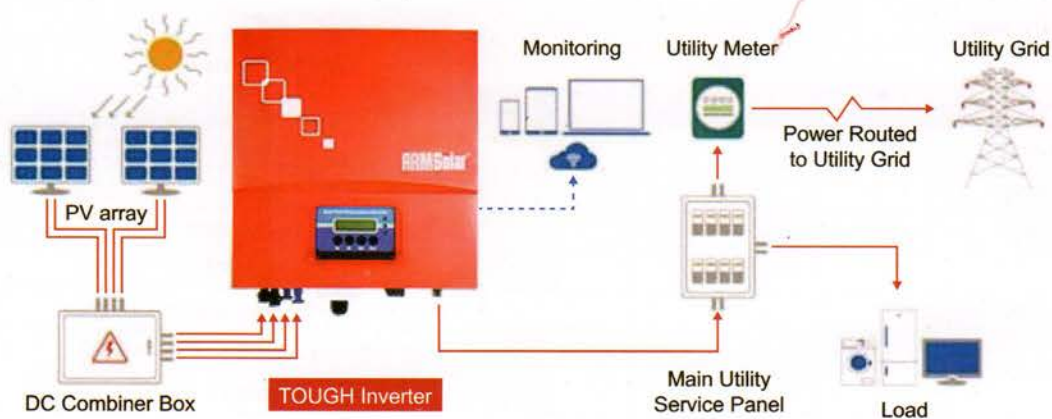 Monitoring
Utility Meter
Utility Grid
ARMSolar
PV array
Power Routed
to Utility Grid
DC Combiner Box
TOUGH Inverter
Main Utility
Service Panel
Load